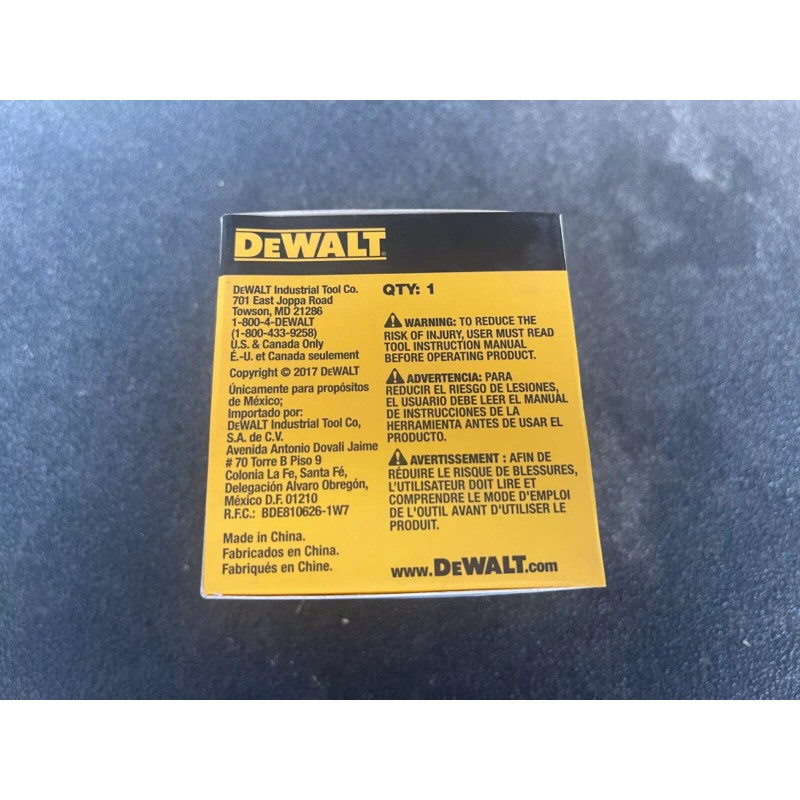 DEWALT
DEWALT Industrial Tool Co.
701 East Joppa Road
Towson, MD 21286
1-800-4-DEWALT
(1-800-433-9258)
U.S. & Canada Only
É.-U. et Canada seulement
Copyright © 2017 DEWALT
Únicamente para propósitos
de México;
Importado por:
DEWALT Industrial Tool Co,
S.A. de C.V.
Avenida Antonio Dovali Jaime
# 70 Torre B Piso 9
Colonia La Fe, Santa Fé,
Delegación Alvaro Obregón,
México D.F. 01210
R.F.C.: BDE810626-1W7
Made in China.
Fabricados en China.
Fabriqués en Chine.
QTY: 1
WARNING: TO REDUCE THE
RISK OF INJURY, USER MUST READ
TOOL INSTRUCTION MANUAL
BEFORE OPERATING PRODUCT.
ADVERTENCIA: PARA
REDUCIR EL RIESGO DE LESIONES,
EL USUARIO DEBE LEER EL MANUAL
DE INSTRUCCIONES DE LA
HERRAMIENTA ANTES DE USAR EL
PRODUCTO.
AVERTISSEMENT : AFIN DE
RÉDUIRE LE RISQUE DE BLESSURES,
L'UTILISATEUR DOIT LIRE ET
COMPRENDRE LE MODE D'EMPLOI
DE L'OUTIL AVANT D'UTILISER LE
PRODUIT.
www.DEWALT.com